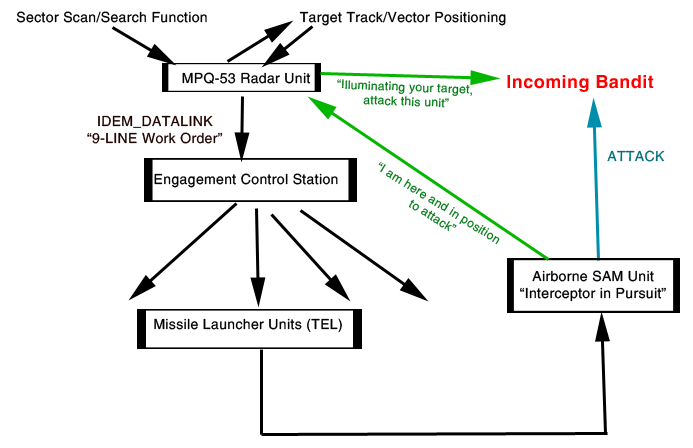 Sector Scan/Search Function
Target Track/Vector Positioning
MPQ-53 Radar Unit
“Illuminating your target,
attack this unit”
Incoming Bandit
IDEM_DATALINK
“9-LINE Work Order”
Engagement Control Station
“I am here and in position
to attack”
ATTACK
Airborne SAM Unit
“Interceptor in Pursuit”
Missile Launcher Units (TEL)